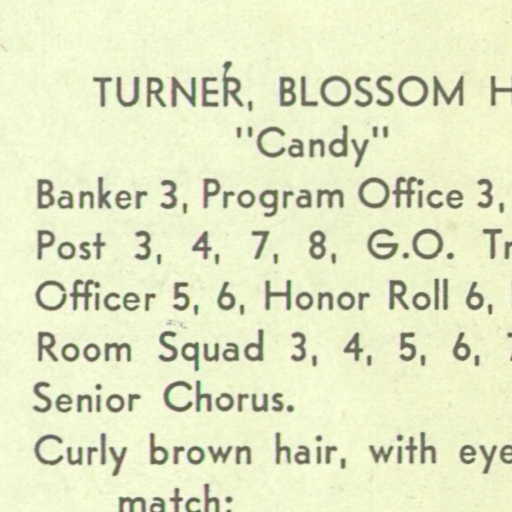 TURNER, BLOSSOM H
"Candy"
Banker 3, Program Office 3,
Post 3, 4, 7, 8, G.O. Tr
Officer 5, 6, Honor Roll 6,
Room Squad 3, 4, 5, 6,
Senior Chorus.
Curly brown hair, with eye
match;